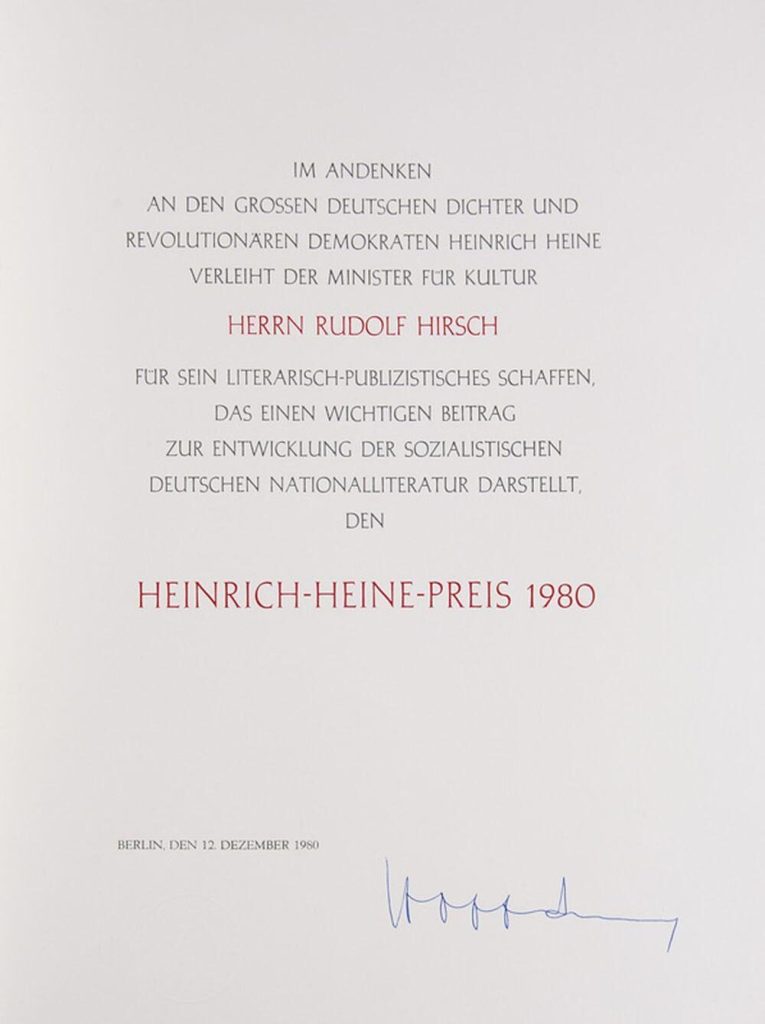 IM ANDENKEN
AN DEN GROSSEN DEUTSCHEN DICHTER UND
REVOLUTIONÄREN DEMOKRATEN HEINRICH HEINE
VERLEIHT DER MINISTER FÜR KULTUR
HERRN RUDOLF HIRSCH
FÜR SEIN LITERARISCH-PUBLIZISTISCHES SCHAFFEN,
DAS EINEN WICHTIGEN BEITRAG
ZUR ENTWICKLUNG DER SOZIALISTISCHEN
DEUTSCHEN NATIONALLITERATUR DARSTELLT,
DEN
HEINRICH-HEINE-PREIS 1980
BERLIN, DEN 12. DEZEMBER 1980